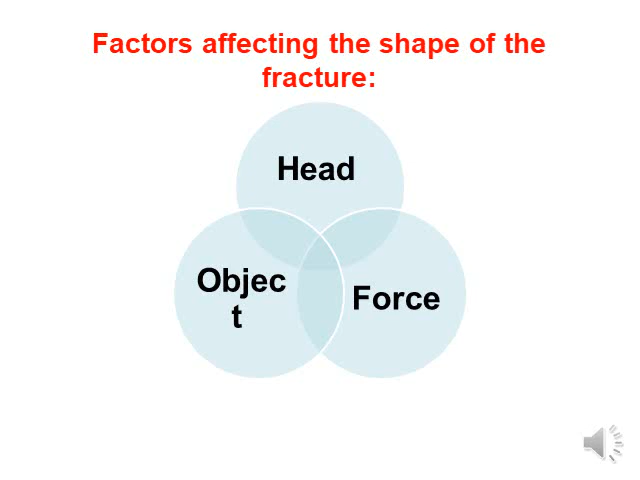 Factors affecting the shape of the
fracture:
Head
Objec
t
Force